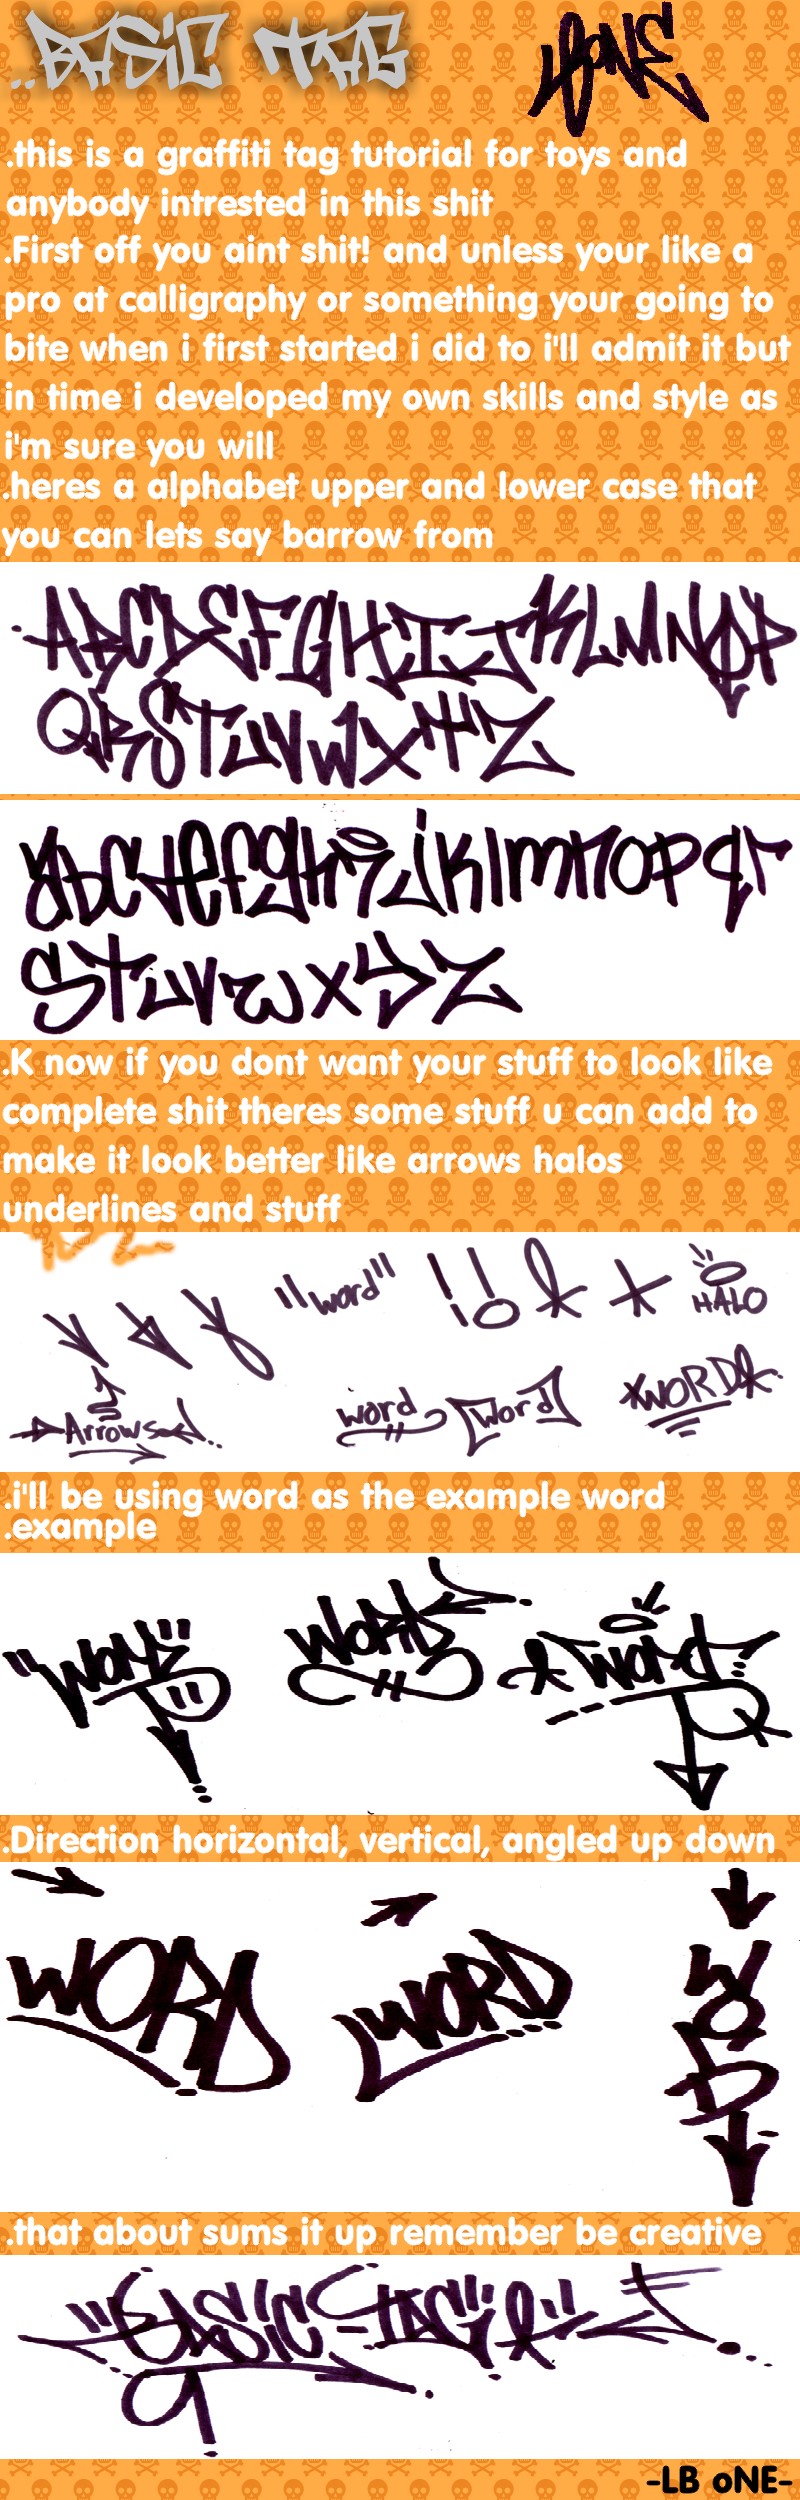 ..BASIC TAG
LBONE
.this is a graffiti tag tutorial for toys and
anybody intrested in this shit
.First off you aint shit! and unless your like a
pro at calligraphy or something your going to
bite when i first started i did to i'll admit it but
in time i developed my own skills and style as
i'm sure you will
.heres a alphabet upper and lower case that
you can lets say barrow from
ABCDEFGHIJKLMNOP
QRSTUVWXYZ
abcdefghijklmnopqr
stuvwxyz
.K now if you dont want your stuff to look like
complete shit theres some stuff u can add to
make it look better like arrows halos
underlines and stuff
"word" ! ! HALO
Arrows word [word] *WORD
.i'll be using word as the example word
.example
"WORD" WORD WORD
.Direction horizontal, vertical, angled up down
WORD WORD WORD
.that about sums it up remember be creative
"BASIC-TAG"
-LB oNE-